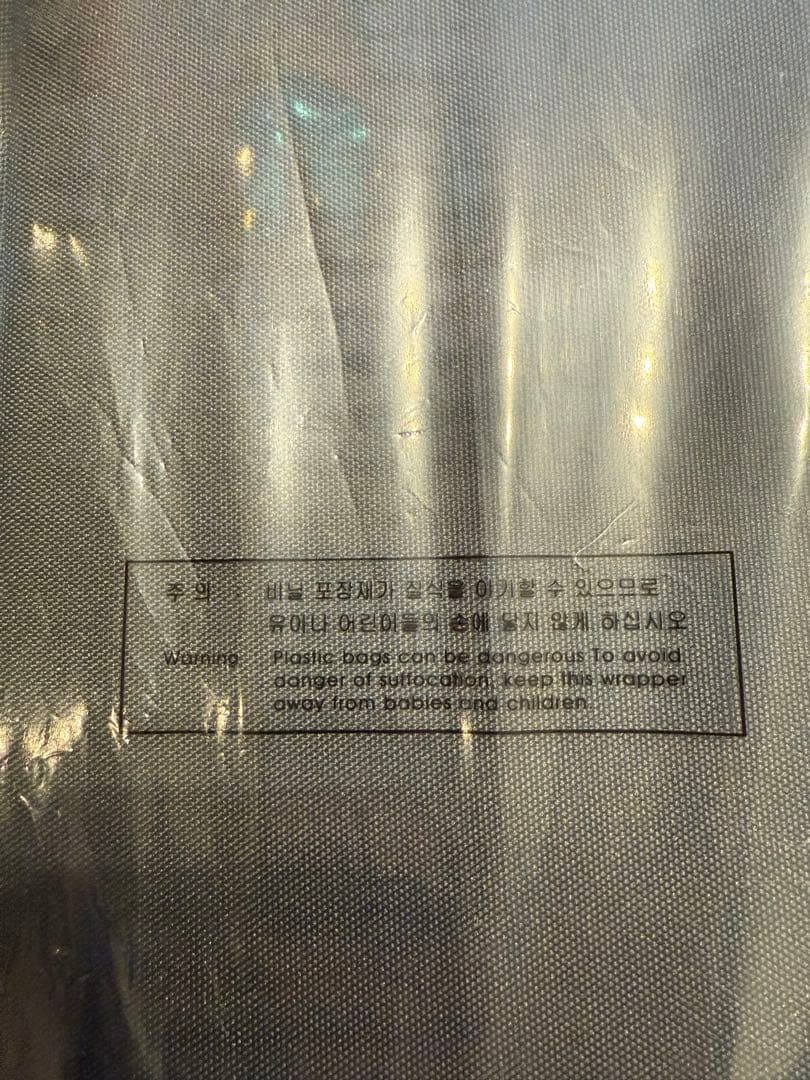 주 의 : 비닐 포장재가 질식을 야기할 수 있으므로
유아나 어린이들의 손에 닿지 않게 하십시오
Warning Plastic bags can be dangerous To avoid
danger of suffocation, keep this wrapper
away from babies and children.